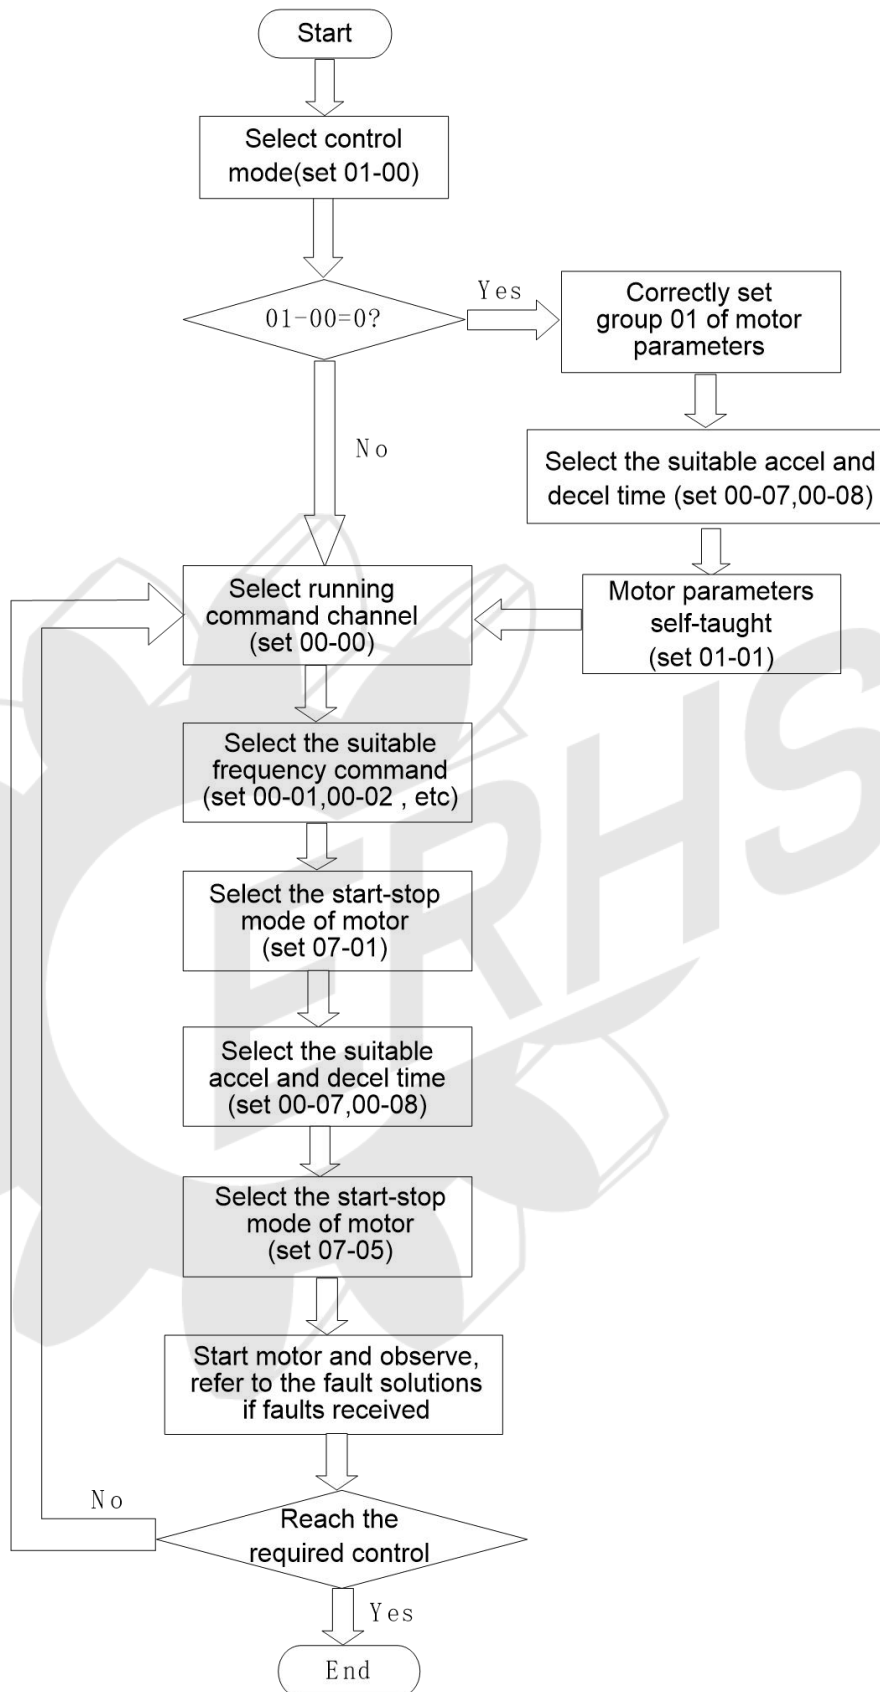 Start
Select control
mode(set 01-00)
01-00=0?
Yes
Correctly set
group 01 of motor
parameters
No
Select the suitable accel and
decel time (set 00-07,00-08)
Motor parameters
self-taught
(set 01-01)
Select running
command channel
(set 00-00)
Select the suitable
frequency command
(set 00-01,00-02 , etc)
Select the start-stop
mode of motor
(set 07-01)
Select the suitable
accel and decel time
(set 00-07,00-08)
Select the start-stop
mode of motor
(set 07-05)
Start motor and observe,
refer to the fault solutions
if faults received
No
Reach the
required control
Yes
End
ERHS